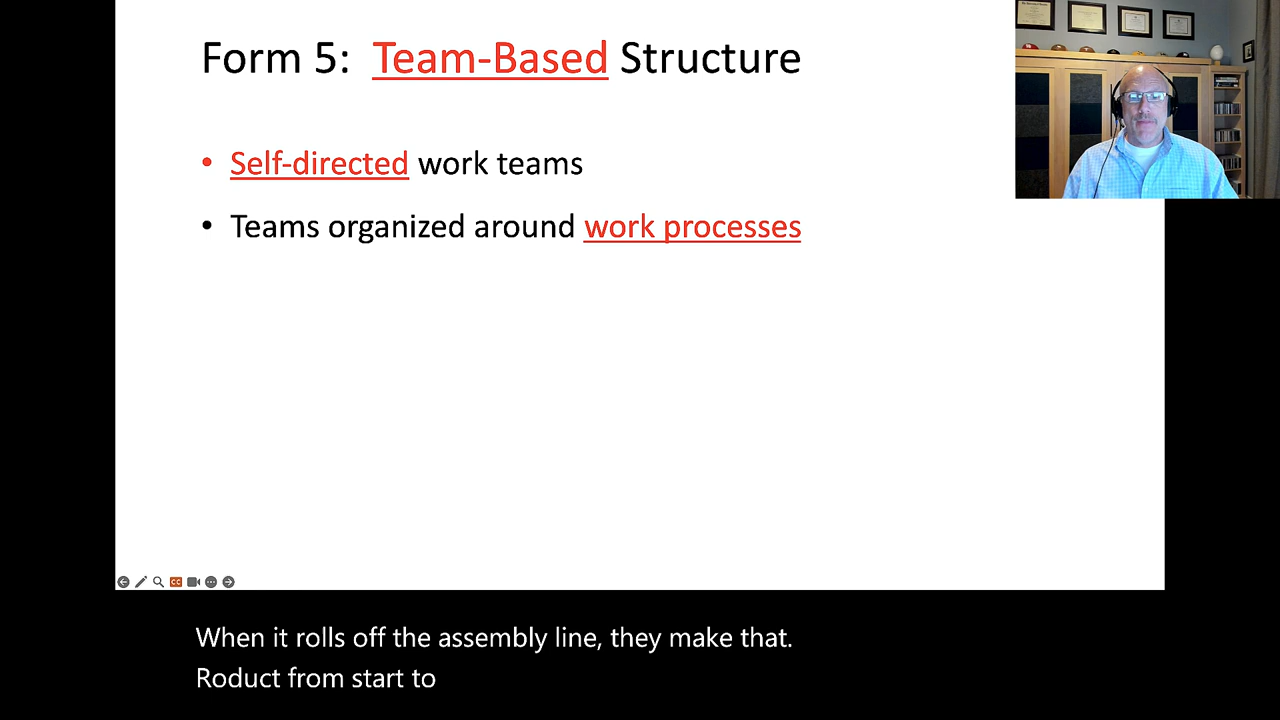 Form 5: Team-Based Structure
• Self-directed work teams
• Teams organized around work processes
CC
When it rolls off the assembly line, they make that.
Roduct from start to